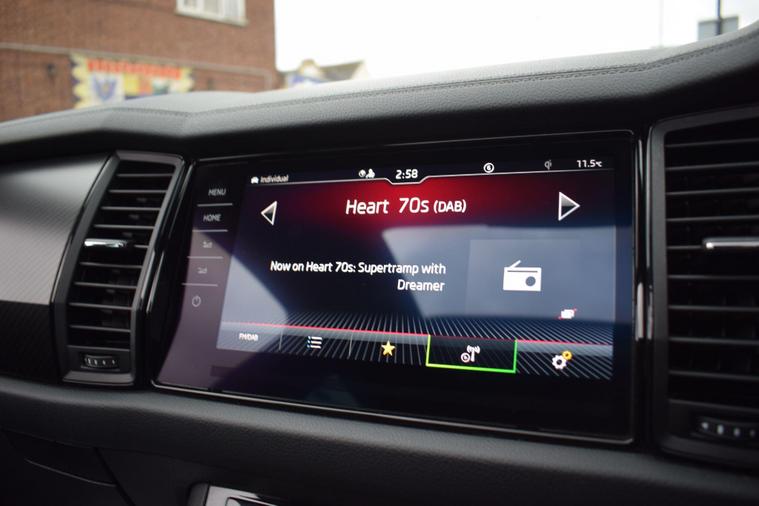 Individual
2:58
11.5°C
MENU
HOME
Heart 70s (DAB)
Now on Heart 70s: Supertramp with
Dreamer
FM/DAB